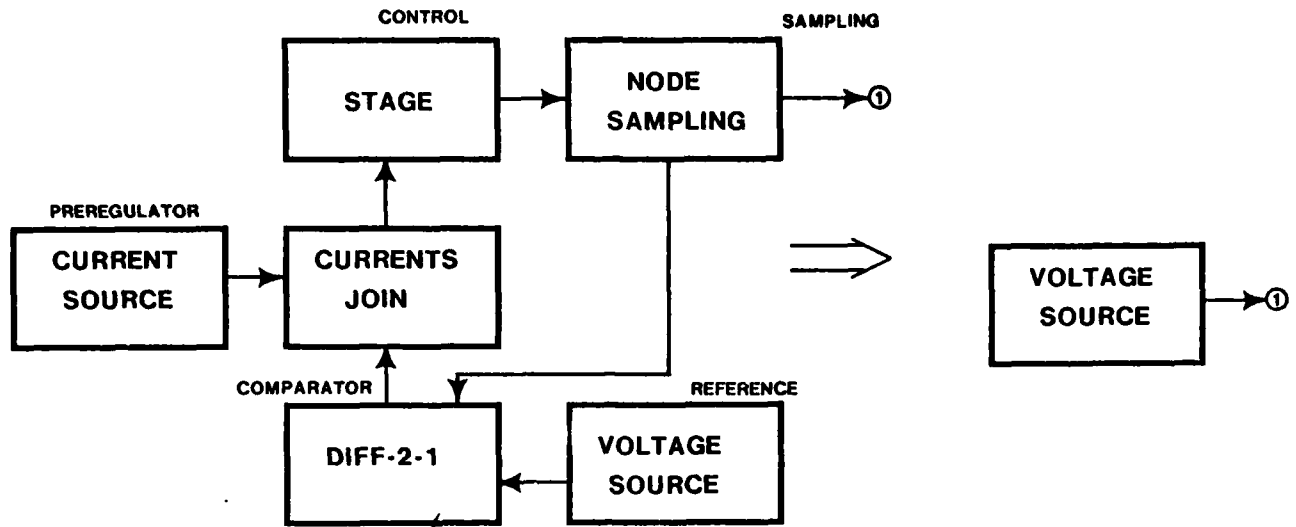 CONTROL
SAMPLING
STAGE
NODE
SAMPLING
①
PREREGULATOR
CURRENT
SOURCE
CURRENTS
JOIN
VOLTAGE
SOURCE
①
COMPARATOR
REFERENCE
DIFF-2-1
VOLTAGE
SOURCE